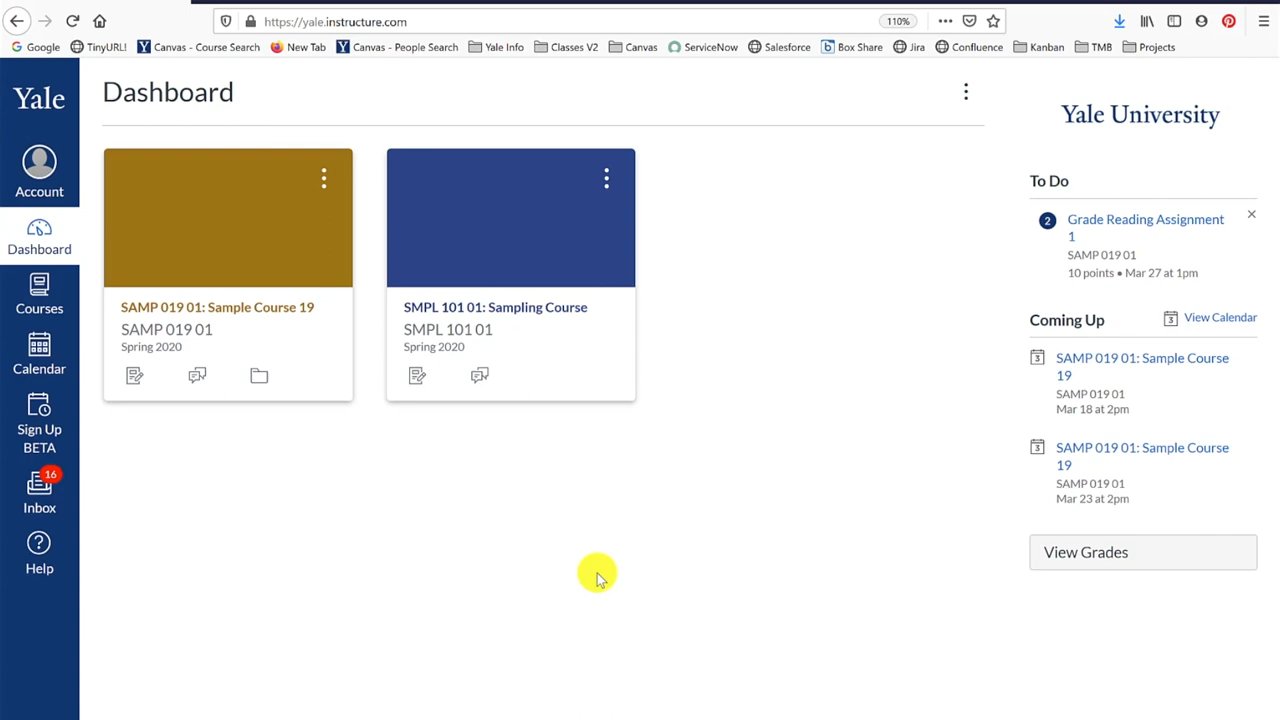 https://yale.instructure.com
110%
Google TinyURL! Canvas - Course Search New Tab Canvas - People Search Yale Info Classes V2 Canvas ServiceNow Salesforce Box Share Jira Confluence Kanban TMB Projects
Yale
Account
Dashboard
Courses
Calendar
Sign Up
BETA
16
Inbox
Help
Dashboard
SAMP 019 01: Sample Course 19
SAMP 019 01
Spring 2020
SMPL 101 01: Sampling Course
SMPL 101 01
Spring 2020
Yale University
To Do
2 Grade Reading Assignment
1
SAMP 019 01
10 points • Mar 27 at 1pm
Coming Up 3 View Calendar
3 SAMP 019 01: Sample Course
19
SAMP 019 01
Mar 18 at 2pm
3 SAMP 019 01: Sample Course
19
SAMP 019 01
Mar 23 at 2pm
View Grades